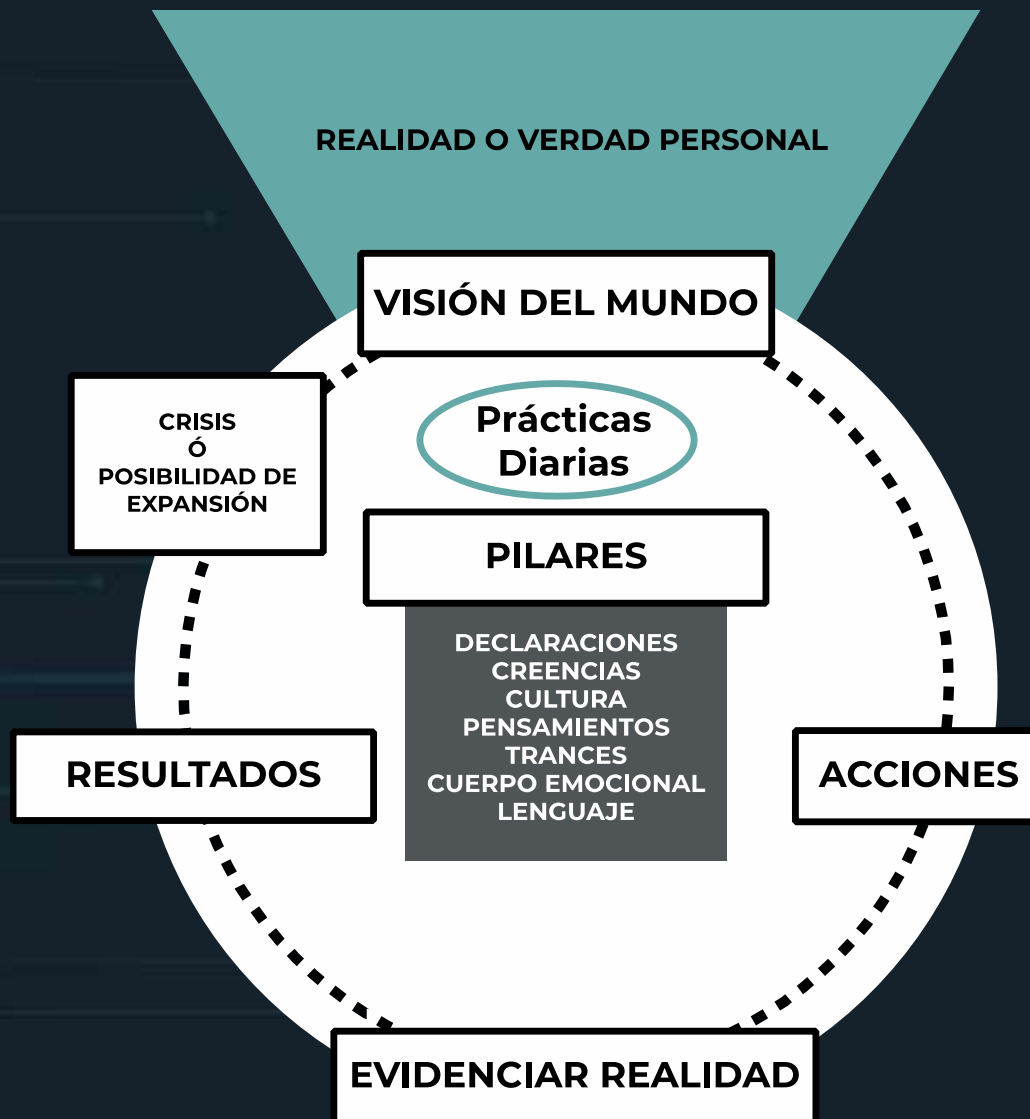 REALIDAD O VERDAD PERSONAL
VISIÓN DEL MUNDO
CRISIS
Ó
POSIBILIDAD DE
EXPANSIÓN
Prácticas
Diarias
PILARES
DECLARACIONES
CREENCIAS
CULTURA
PENSAMIENTOS
TRANCES
CUERPO EMOCIONAL
LENGUAJE
RESULTADOS
ACCIONES
EVIDENCIAR REALIDAD